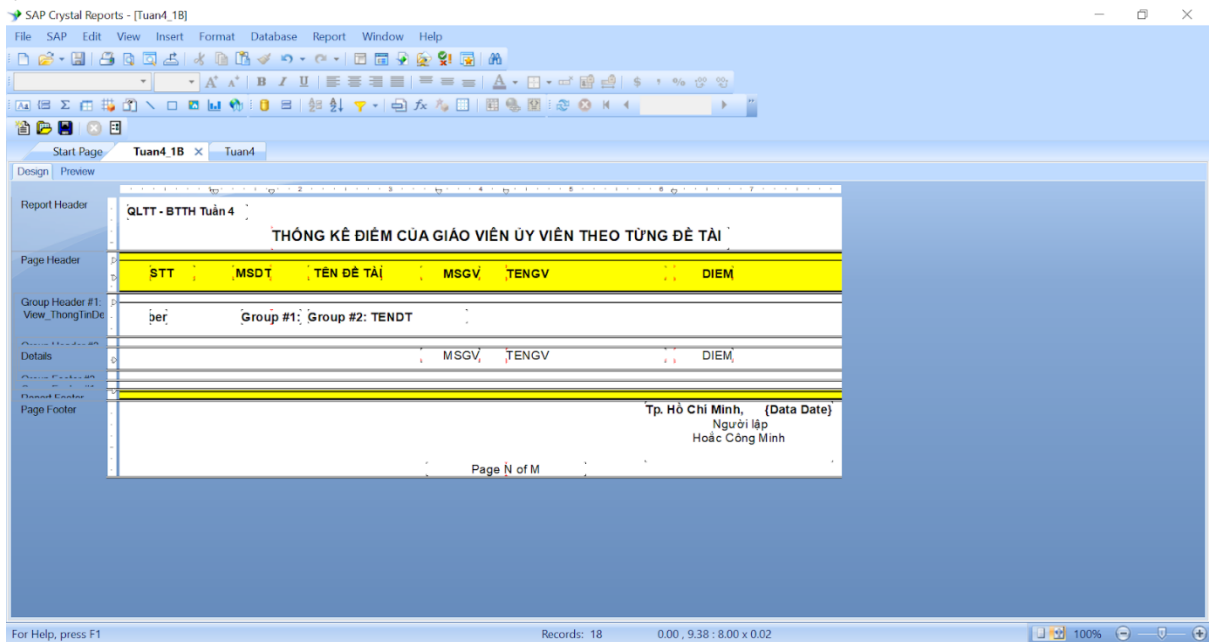 SAP Crystal Reports - [Tuan4_1B]
File SAP Edit View Insert Format Database Report Window Help
Start Page Tuan4_1B Tuan4
Design Preview
Report Header
QLTT - BTTH Tuần 4
THỐNG KÊ ĐIỂM CỦA GIÁO VIÊN ỦY VIÊN THEO TỪNG ĐỀ TÀI
Page Header
STT MSDT TÊN ĐỀ TÀI MSGV TENGV DIEM
Group Header #1:
View_ThongTinDe
ber Group #1: Group #2: TENDT
Details
MSGV TENGV DIEM
Page Footer
Tp. Hồ Chí Minh, {Data Date}
Người lập
Hoắc Công Minh
Page N of M
For Help, press F1 Records: 18 0.00 , 9.38 : 8.00 x 0.02 100%